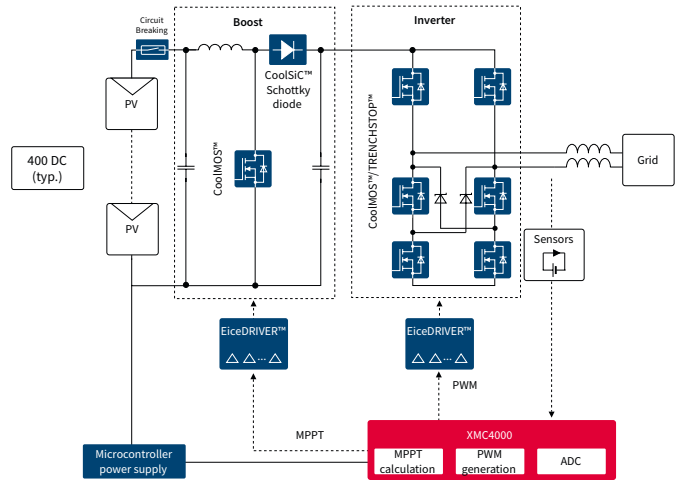 Circuit
Breaking
Boost
Inverter
PV
CoolSiC™
Schottky
diode
400 DC
(typ.)
CoolMOS™
CoolMOS™/TRENCHSTOP™
Grid
PV
Sensors
EiceDRIVER™
EiceDRIVER™
PWM
MPPT
XMC4000
Microcontroller
power supply
MPPT
calculation
PWM
generation
ADC